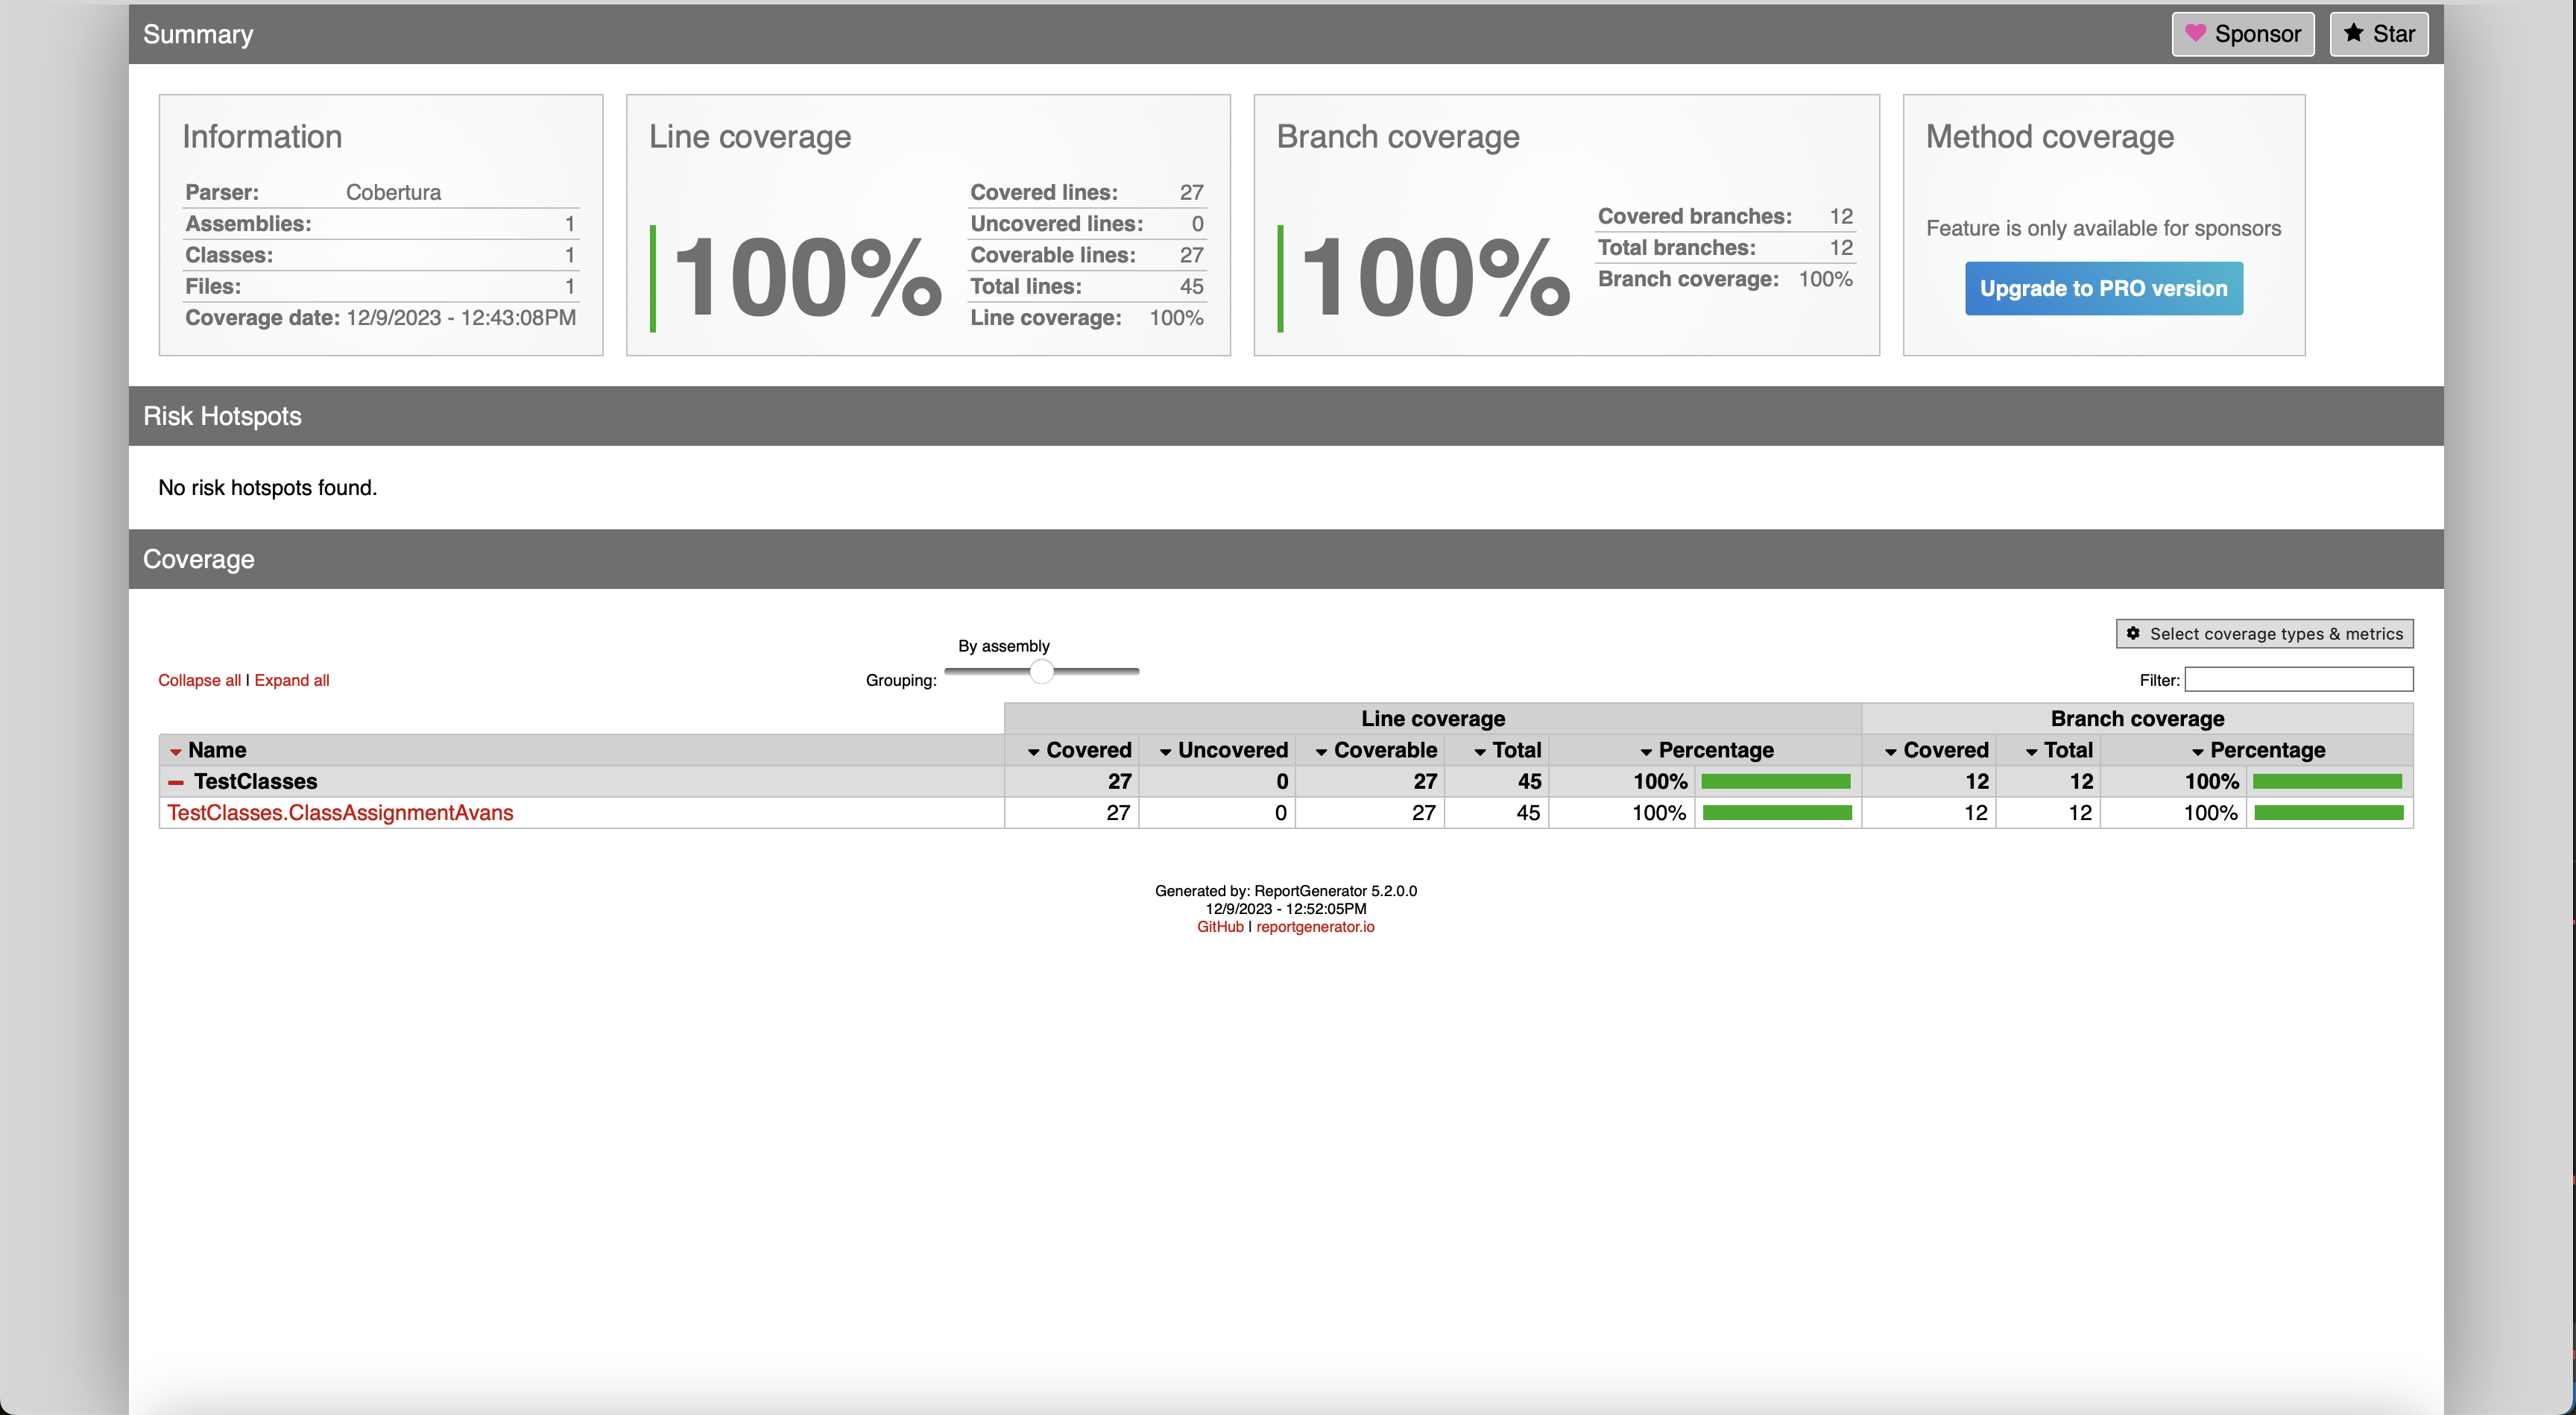 Summary
Sponsor
Star
Information
Parser: Cobertura
Assemblies: 1
Classes: 1
Files: 1
Coverage date: 12/9/2023 - 12:43:08PM
Line coverage
100%
Covered lines: 27
Uncovered lines: 0
Coverable lines: 27
Total lines: 45
Line coverage: 100%
Branch coverage
100%
Covered branches: 12
Total branches: 12
Branch coverage: 100%
Method coverage
Feature is only available for sponsors
Upgrade to PRO version
Risk Hotspots
No risk hotspots found.
Coverage
Collapse all | Expand all
By assembly
Grouping:
Select coverage types & metrics
Filter:
Line coverage Branch coverage
Name Covered Uncovered Coverable Total Percentage Covered Total Percentage
TestClasses 27 0 27 45 100% 12 12 100%
TestClasses.ClassAssignmentAvans 27 0 27 45 100% 12 12 100%
Generated by: ReportGenerator 5.2.0.0
12/9/2023 - 12:52:05PM
GitHub | reportgenerator.io